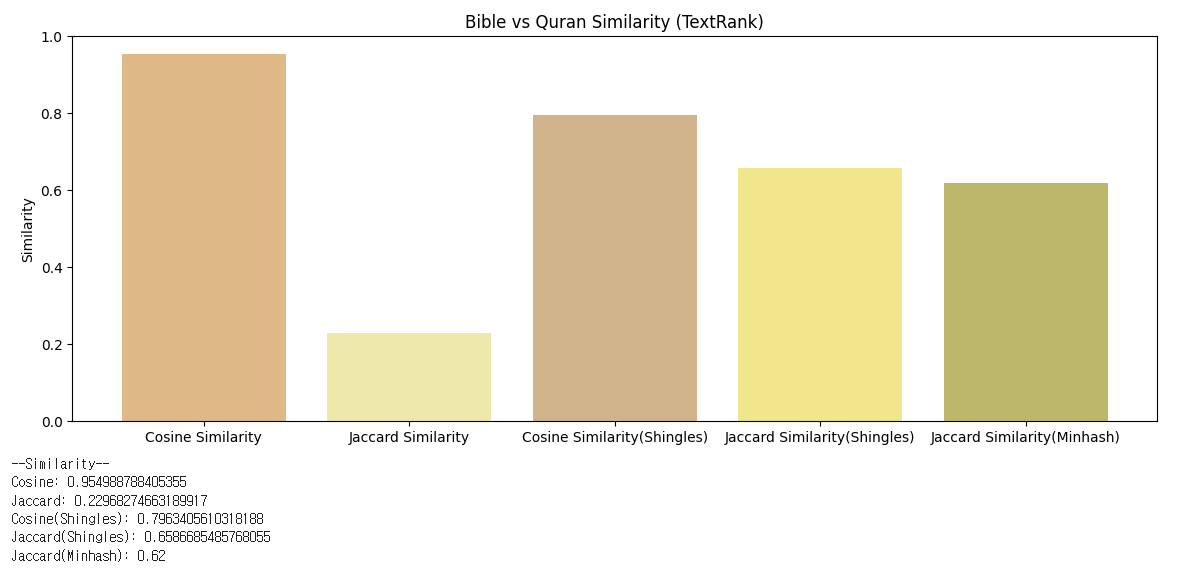 Bible vs Quran Similarity (TextRank)
1.0
0.8
0.6
0.4
0.2
0.0
Similarity
Cosine Similarity
Jaccard Similarity
Cosine Similarity(Shingles)
Jaccard Similarity(Shingles)
Jaccard Similarity(Minhash)
--Similarity--
Cosine: 0.954988788405355
Jaccard: 0.22968274663189917
Cosine(Shingles): 0.7963405610318188
Jaccard(Shingles): 0.6586685485768055
Jaccard(Minhash): 0.62